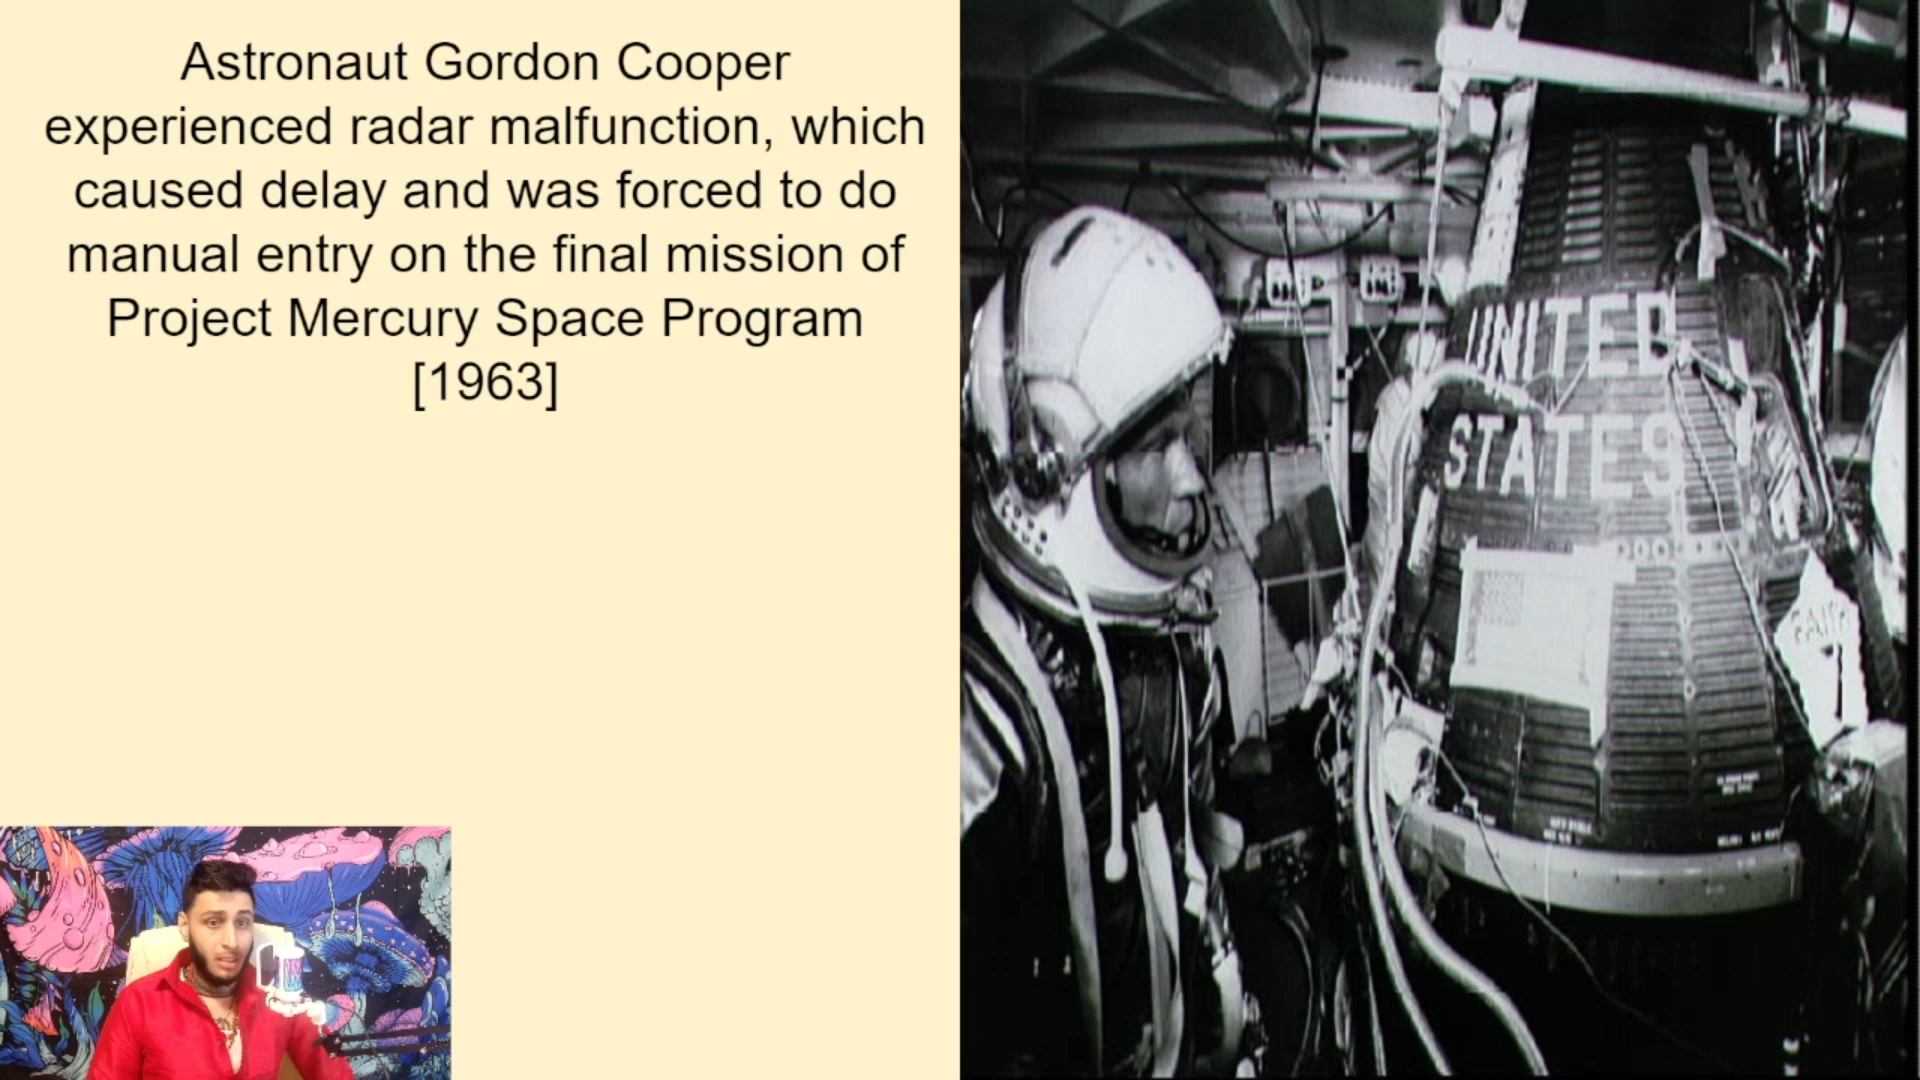 Astronaut Gordon Cooper
experienced radar malfunction, which
caused delay and was forced to do
manual entry on the final mission of
Project Mercury Space Program
[1963]
UNITED
STATES